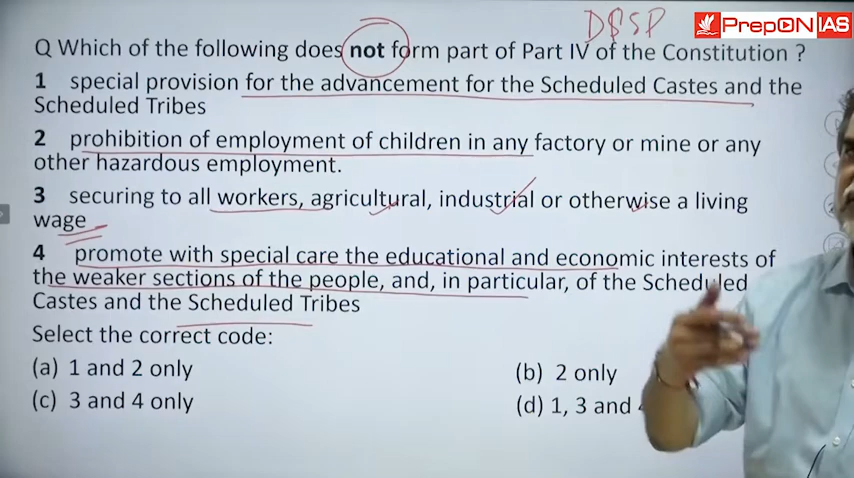 DPSP
PrepON IAS
Q Which of the following does not form part of Part IV of the Constitution ?
1 special provision for the advancement for the Scheduled Castes and the
Scheduled Tribes
2 prohibition of employment of children in any factory or mine or any
other hazardous employment.
3 securing to all workers, agricultural, industrial or otherwise a living
wage
4 promote with special care the educational and economic interests of
the weaker sections of the people, and, in particular, of the Scheduled
Castes and the Scheduled Tribes
Select the correct code:
(a) 1 and 2 only
(b) 2 only
(c) 3 and 4 only
(d) 1, 3 and